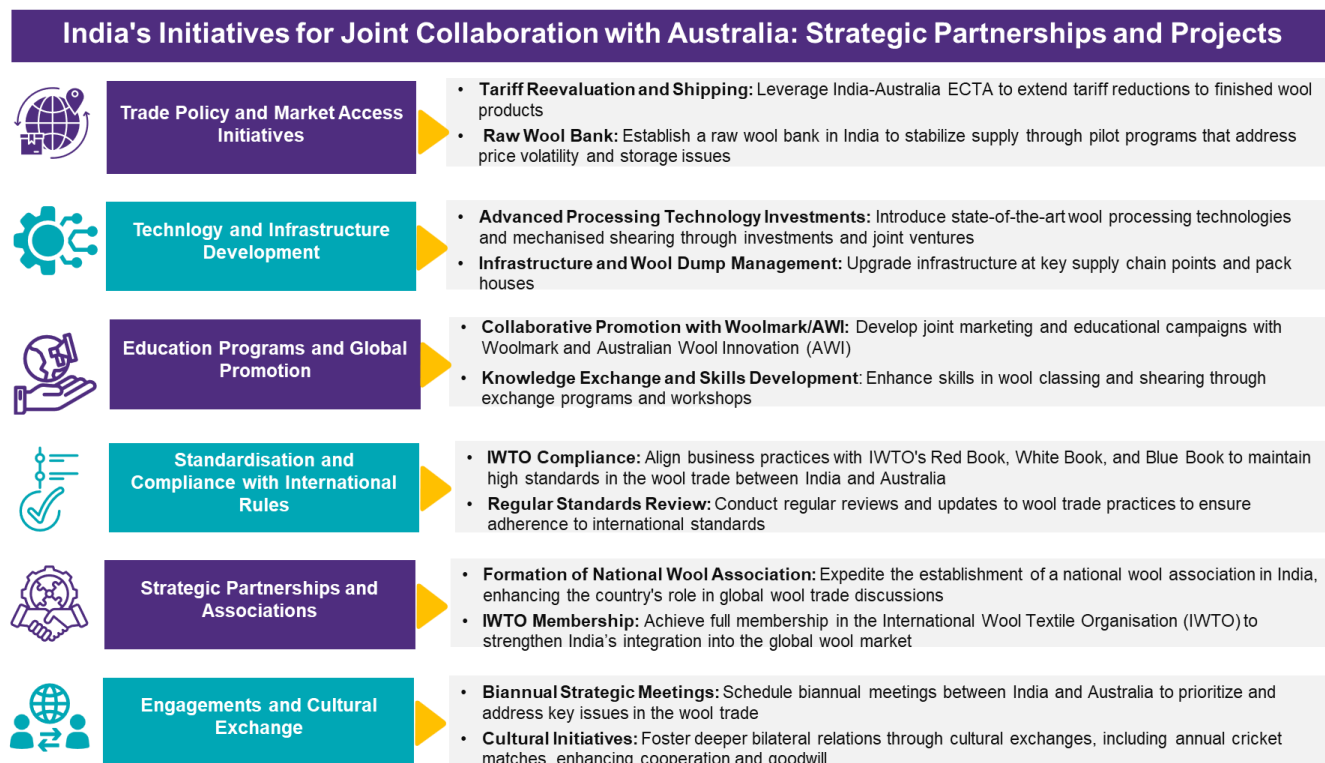 India's Initiatives for Joint Collaboration with Australia: Strategic Partnerships and Projects
Trade Policy and Market Access
Initiatives
• Tariff Reevaluation and Shipping: Leverage India-Australia ECTA to extend tariff reductions to finished wool
products
• Raw Wool Bank: Establish a raw wool bank in India to stabilize supply through pilot programs that address
price volatility and storage issues
Technlogy and Infrastructure
Development
• Advanced Processing Technology Investments: Introduce state-of-the-art wool processing technologies
and mechanised shearing through investments and joint ventures
• Infrastructure and Wool Dump Management: Upgrade infrastructure at key supply chain points and pack
houses
Education Programs and Global
Promotion
• Collaborative Promotion with Woolmark/AWI: Develop joint marketing and educational campaigns with
Woolmark and Australian Wool Innovation (AWI)
• Knowledge Exchange and Skills Development: Enhance skills in wool classing and shearing through
exchange programs and workshops
Standardisation and
Compliance with International
Rules
• IWTO Compliance: Align business practices with IWTO's Red Book, White Book, and Blue Book to maintain
high standards in the wool trade between India and Australia
• Regular Standards Review: Conduct regular reviews and updates to wool trade practices to ensure
adherence to international standards
Strategic Partnerships and
Associations
• Formation of National Wool Association: Expedite the establishment of a national wool association in India,
enhancing the country's role in global wool trade discussions
• IWTO Membership: Achieve full membership in the International Wool Textile Organisation (IWTO) to
strengthen India’s integration into the global wool market
Engagements and Cultural
Exchange
• Biannual Strategic Meetings: Schedule biannual meetings between India and Australia to prioritize and
address key issues in the wool trade
• Cultural Initiatives: Foster deeper bilateral relations through cultural exchanges, including annual cricket
matches, enhancing cooperation and goodwill